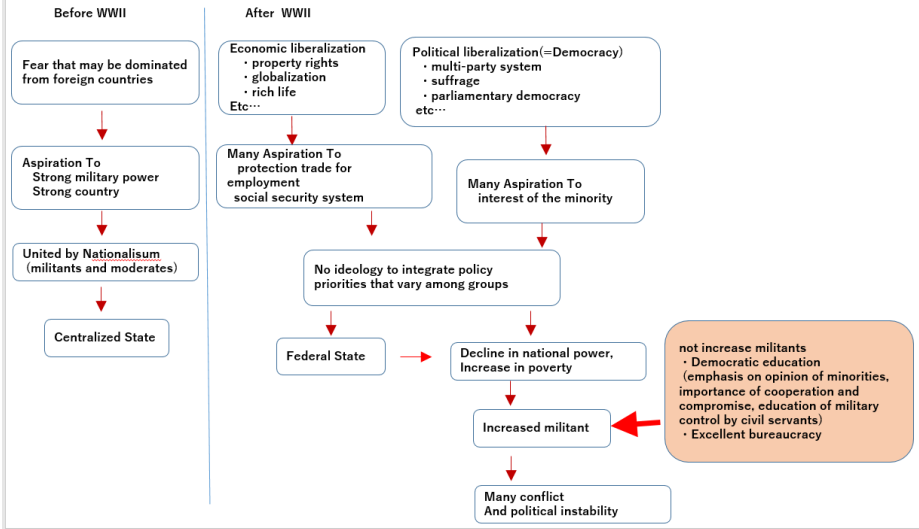 Before WWII
Fear that may be dominated
from foreign countries
Aspiration To
Strong military power
Strong country
United by Nationalisum
(militants and moderates)
Centralized State
After WWII
Economic liberalization
・property rights
・globalization
・rich life
Etc…
Political liberalization(=Democracy)
・multi-party system
・suffrage
・parliamentary democracy
etc…
Many Aspiration To
protection trade for
employment
social security system
Many Aspiration To
interest of the minority
No ideology to integrate policy
priorities that vary among groups
Federal State
Decline in national power,
Increase in poverty
Increased militant
Many conflict
And political instability
not increase militants
・Democratic education
(emphasis on opinion of minorities,
importance of cooperation and
compromise, education of military
control by civil servants)
・Excellent bureaucracy